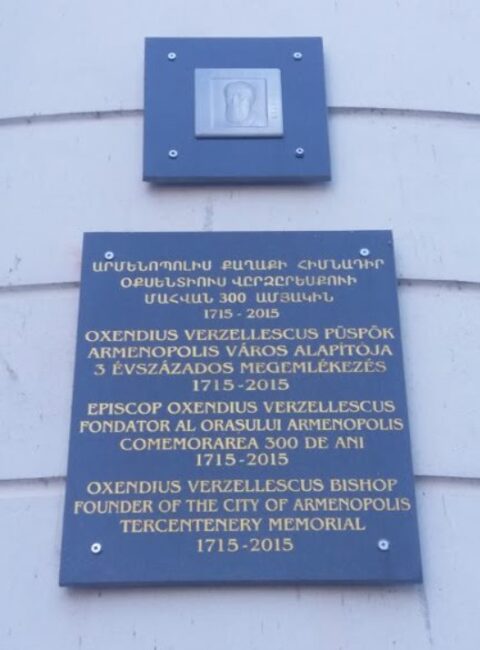 ԱՐՄԵՆՈՊՈԼԻՍ ՔԱՂԱՔԻ ՀԻՄՆԱԴԻՐ
ՕՔՍԵՆՏԻՈՒՍ ՎԵՐԶԸՐԵՍՔՈՒԻ
ՄԱՀՎԱՆ 300 ԱՄՅԱԿԻՆ
1715 - 2015
OXENDIUS VERZELLESCUS PÜSPÖK
ARMENOPOLIS VÁROS ALAPÍTÓJA
3 ÉVSZÁZADOS MEGEMLÉKEZÉS
1715 - 2015
EPISCOP OXENDIUS VERZELLESCUS
FONDATOR AL ORASULUI ARMENOPOLIS
COMEMORAREA 300 DE ANI
1715 - 2015
OXENDIUS VERZELLESCUS BISHOP
FOUNDER OF THE CITY OF ARMENOPOLIS
TERCENTENERY MEMORIAL
1715 - 2015